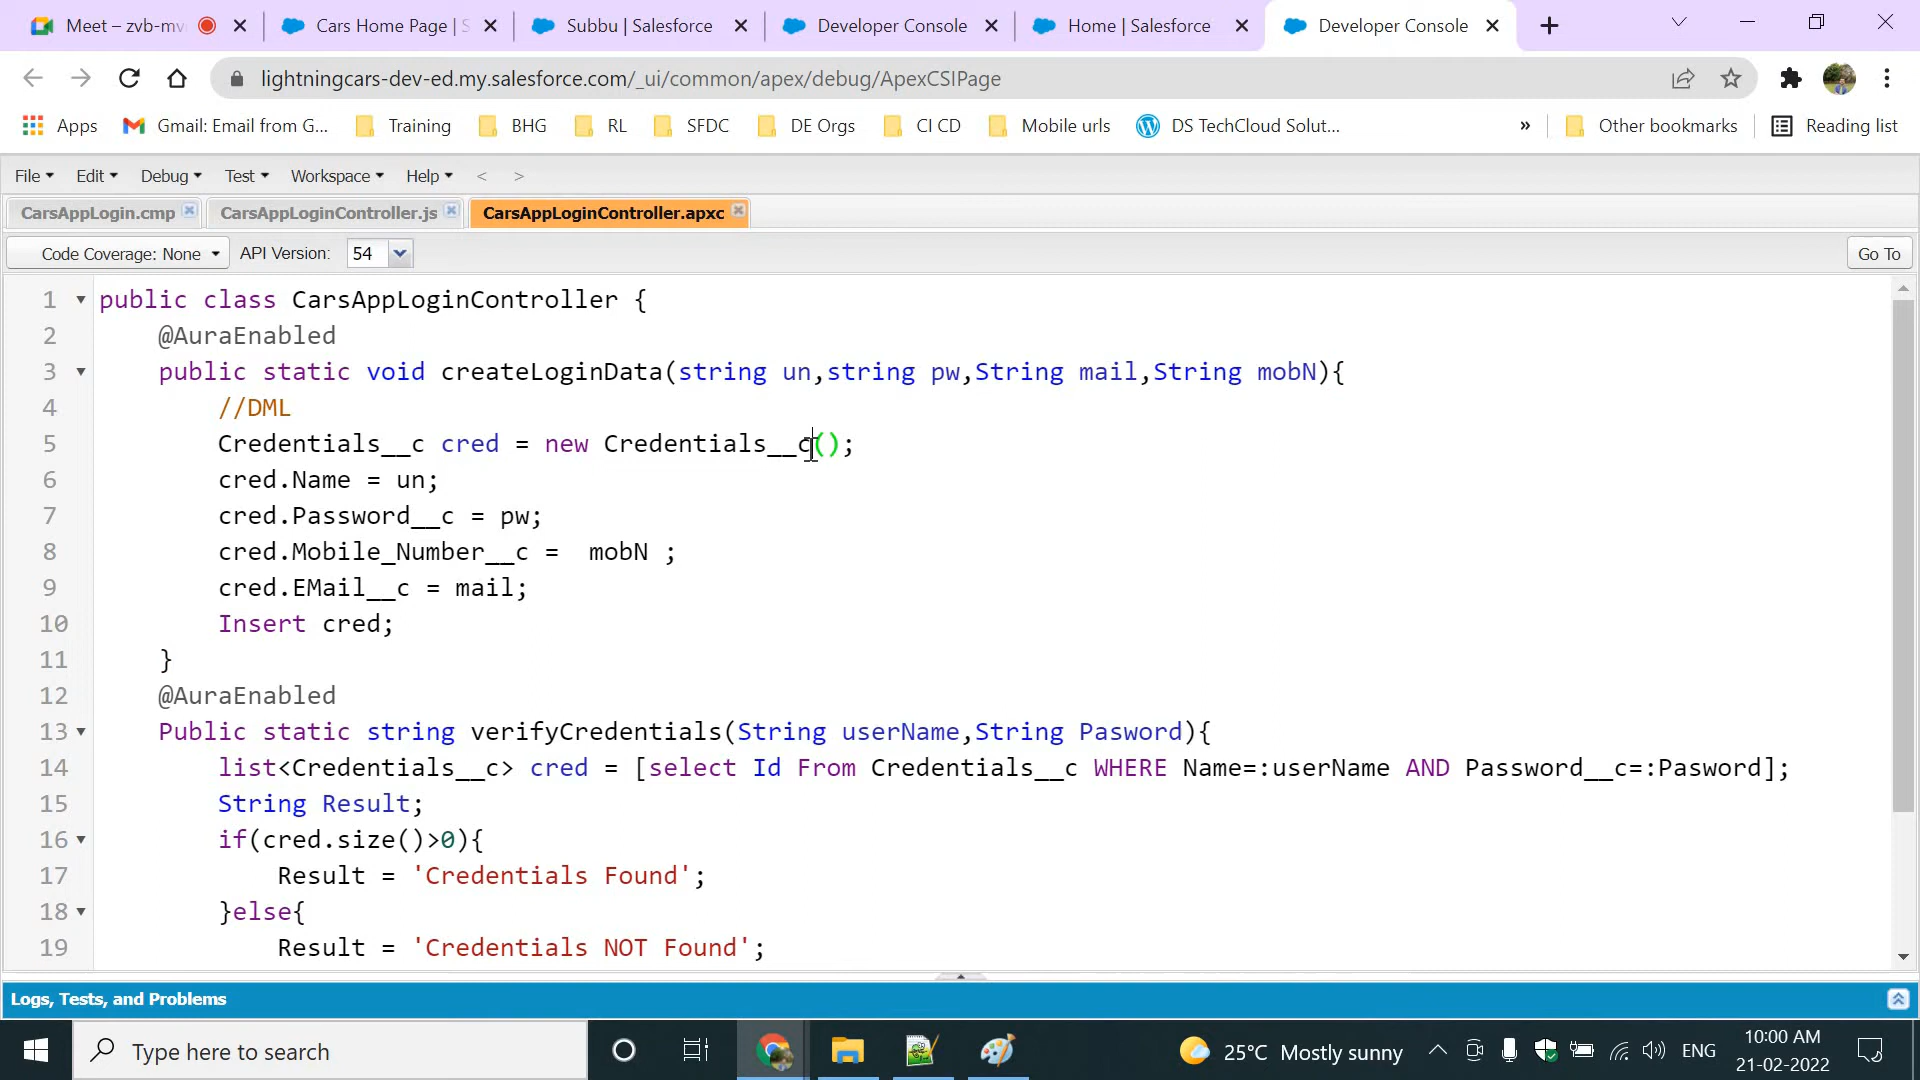 Meet – zvb-mv
Cars Home Page | S
Subbu | Salesforce
Developer Console
Home | Salesforce
Developer Console
lightningcars-dev-ed.my.salesforce.com/_ui/common/apex/debug/ApexCSIPage
Apps
Gmail: Email from G...
Training
BHG
RL
SFDC
DE Orgs
CI CD
Mobile urls
DS TechCloud Solut...
»
Other bookmarks
Reading list
File
Edit
Debug
Test
Workspace
Help
<
>
CarsAppLogin.cmp
CarsAppLoginController.js
CarsAppLoginController.apxc
Code Coverage: None
API Version:
54
Go To
1 public class CarsAppLoginController {
2 @AuraEnabled
3 public static void createLoginData(string un,string pw,String mail,String mobN){
4 //DML
5 Credentials__c cred = new Credentials__c();
6 cred.Name = un;
7 cred.Password__c = pw;
8 cred.Mobile_Number__c =  mobN ;
9 cred.EMail__c = mail;
10 Insert cred;
11 }
12 @AuraEnabled
13 Public static string verifyCredentials(String userName,String Pasword){
14 list<Credentials__c> cred = [select Id From Credentials__c WHERE Name=:userName AND Password__c=:Pasword];
15 String Result;
16 if(cred.size()>0){
17 Result = 'Credentials Found';
18 }else{
19 Result = 'Credentials NOT Found';
Logs, Tests, and Problems
Type here to search
25°C Mostly sunny
ENG
10:00 AM
21-02-2022